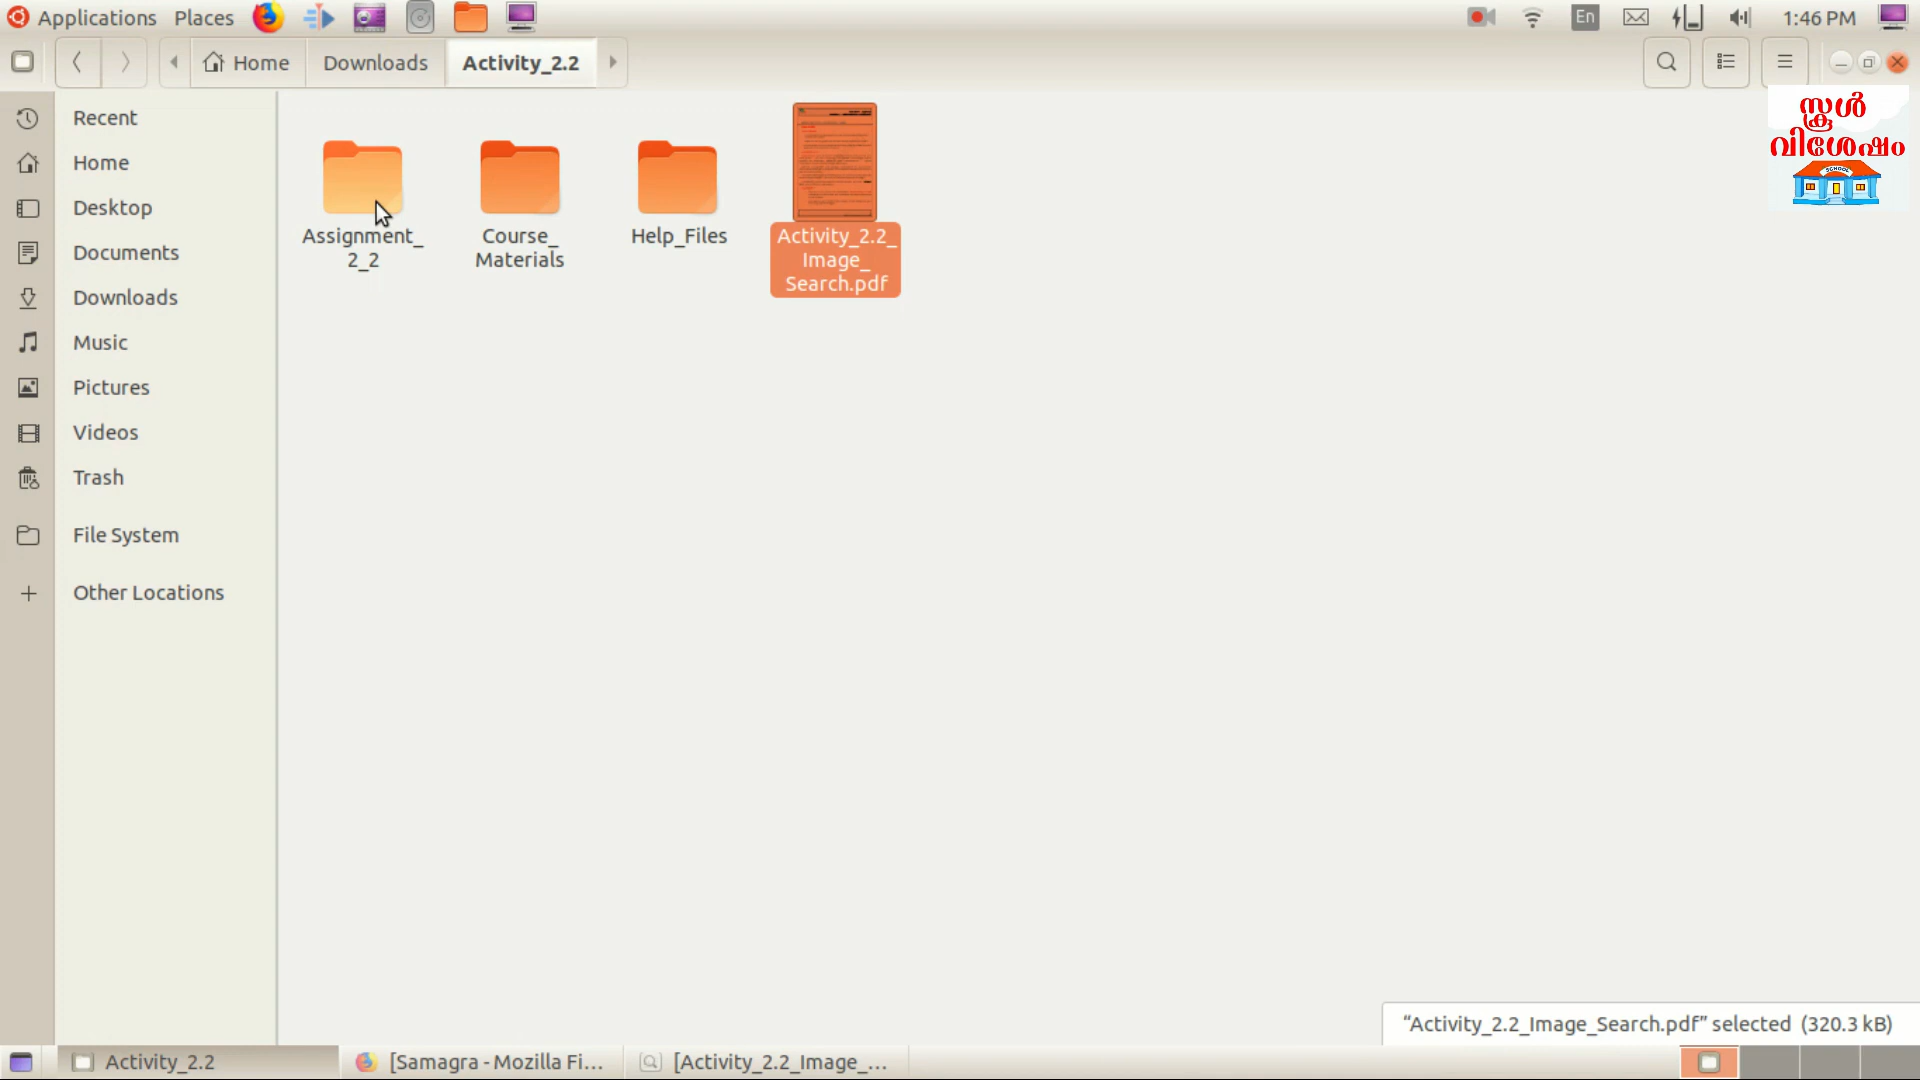 Applications Places En 1:46 PM
Home Downloads Activity_2.2
സ്കൂൾ
വിശേഷം
SCHOOL
Recent
Home
Desktop
Documents
Downloads
Music
Pictures
Videos
Trash
File System
Other Locations
Assignment_
2_2
Course_
Materials
Help_Files
Activity_2.2_
Image_
Search.pdf
“Activity_2.2_Image_Search.pdf” selected (320.3 kB)
Activity_2.2 [Samagra - Mozilla Fi... [Activity_2.2_Image_...